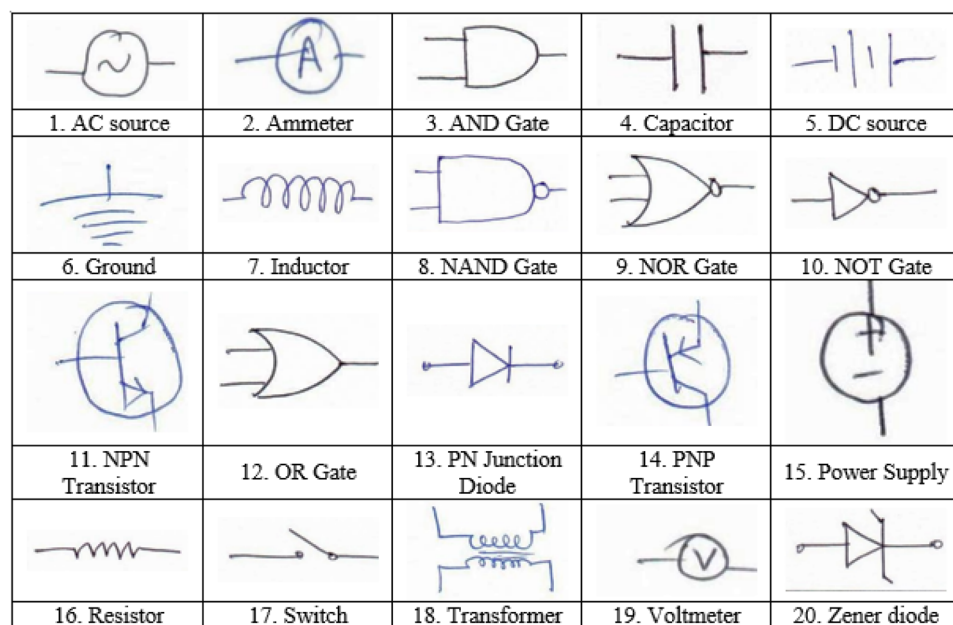 A
1. AC source
2. Ammeter
3. AND Gate
4. Capacitor
5. DC source
6. Ground
7. Inductor
8. NAND Gate
9. NOR Gate
10. NOT Gate
11. NPN
Transistor
12. OR Gate
13. PN Junction
Diode
14. PNP
Transistor
15. Power Supply
V
16. Resistor
17. Switch
18. Transformer
19. Voltmeter
20. Zener diode